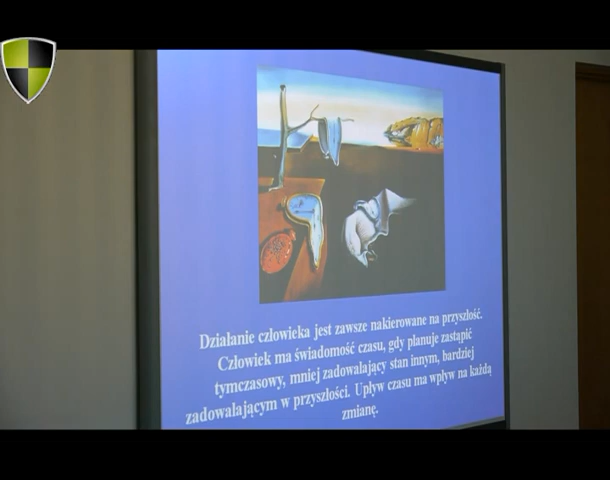 Działanie człowieka jest zawsze nakierowane na przyszłość.
Człowiek ma świadomość czasu, gdy planuje zastąpić
tymczasowy, mniej zadowalający stan innym, bardziej
zadowalającym w przyszłości. Upływ czasu ma wpływ na każdą
zmianę.